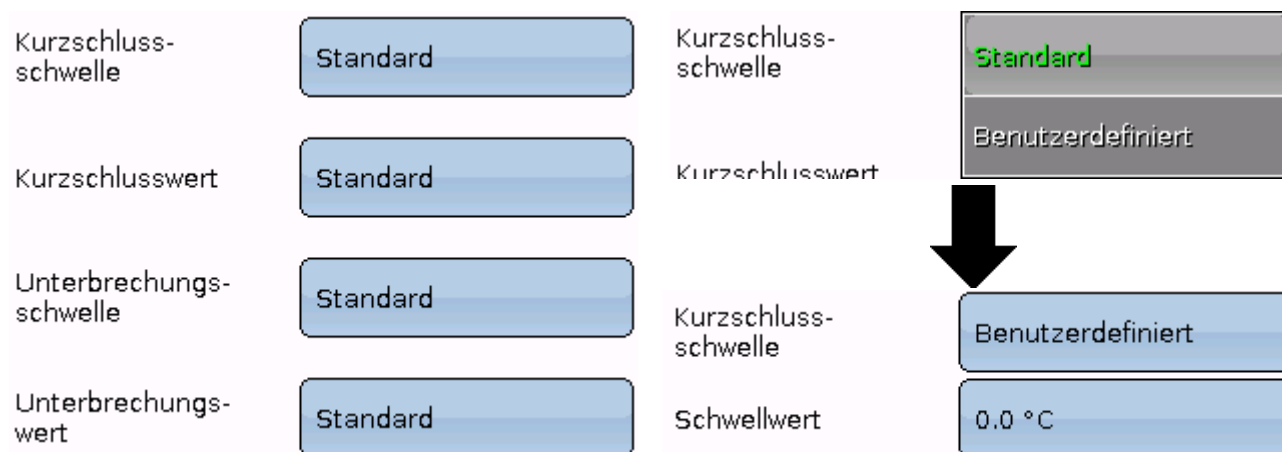 Kurzschluss-
schwelle
Standard
Kurzschlusswert
Standard
Unterbrechungs-
schwelle
Standard
Unterbrechungs-
wert
Standard
Kurzschluss-
schwelle
Standard
Benutzerdefiniert
Kurzschlusswert
Kurzschluss-
schwelle
Benutzerdefiniert
Schwellwert
0.0 °C